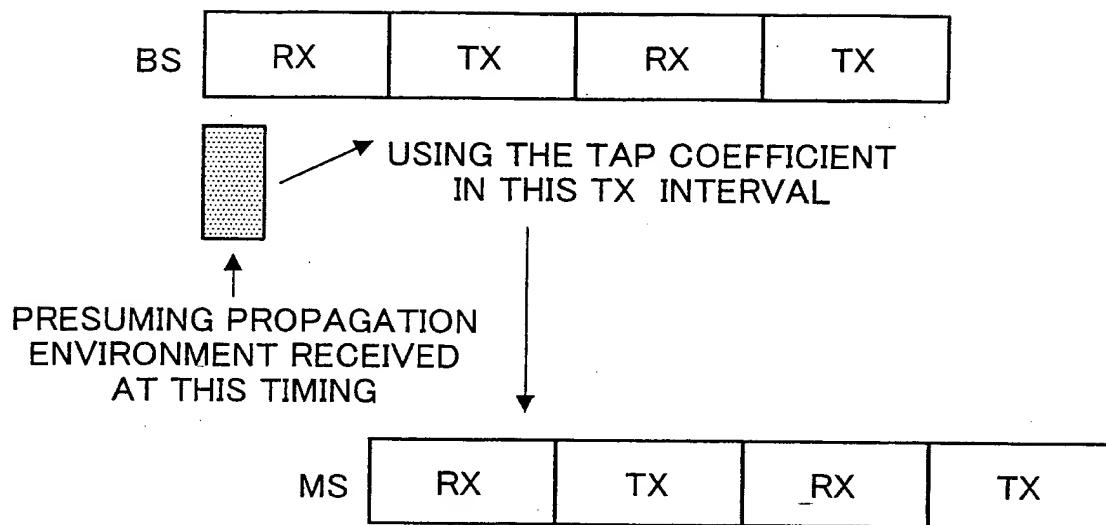 BS RX TX RX TX
USING THE TAP COEFFICIENT
IN THIS TX INTERVAL
PRESUMING PROPAGATION
ENVIRONMENT RECEIVED
AT THIS TIMING
MS RX TX RX TX